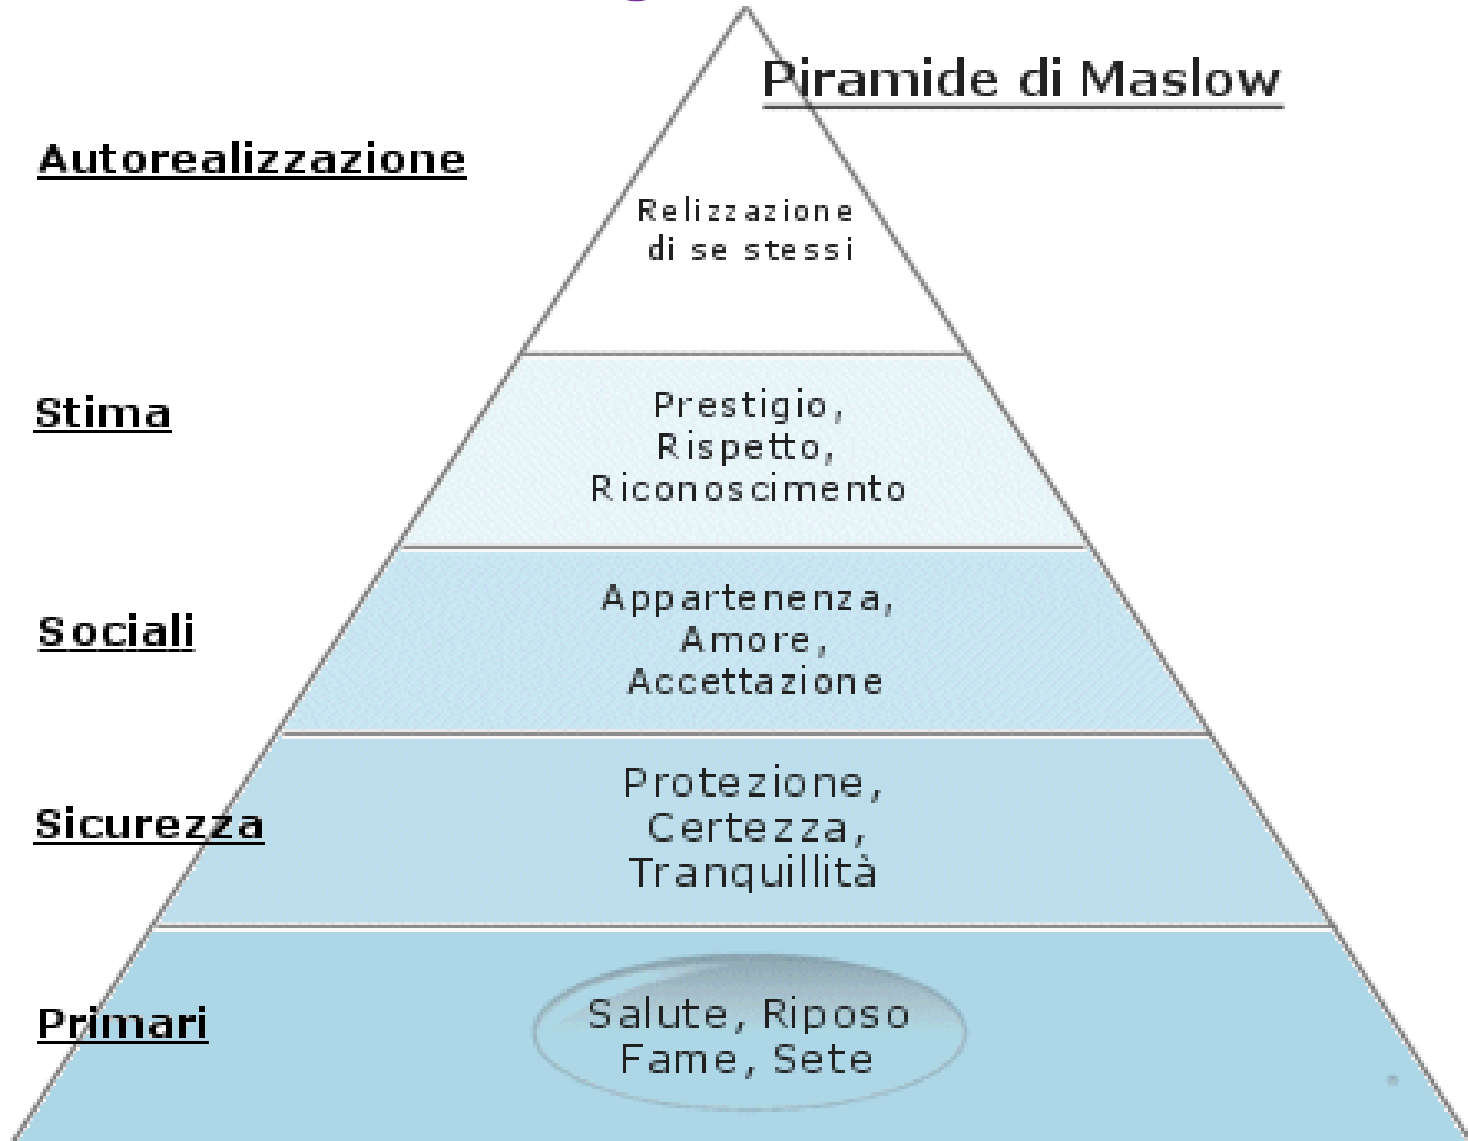 Piramide di Maslow
Autorealizzazione
Relizzazione
di se stessi
Stima
Prestigio,
Rispetto,
Riconoscimento
Sociali
Appartenenza,
Amore,
Accettazione
Sicurezza
Protezione,
Certezza,
Tranquillità
Primari
Salute, Riposo
Fame, Sete